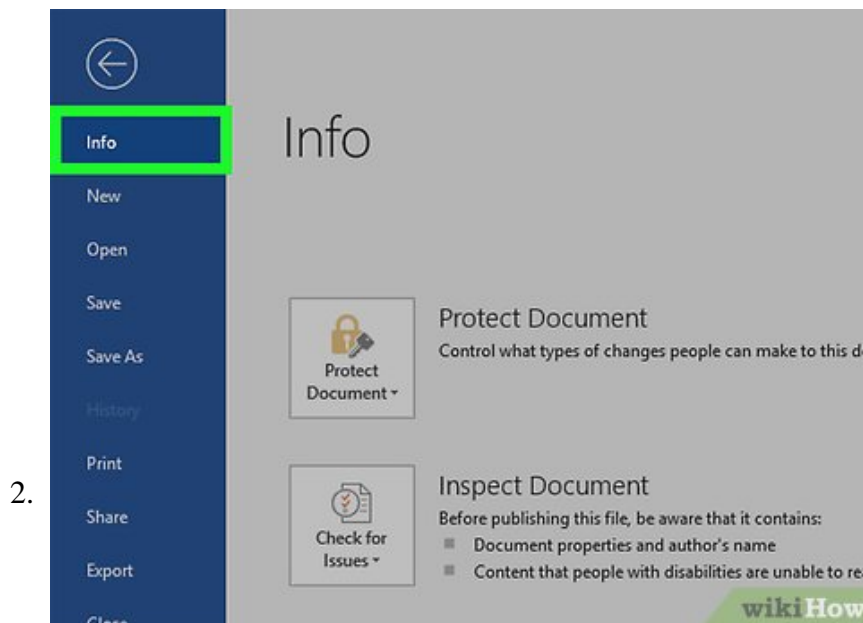 Info
New
Open
Save
Save As
History
Print
2.
Share
Export
Close
Info
Protect
Document
Protect Document
Control what types of changes people can make to this d
Check for
Issues
Inspect Document
Before publishing this file, be aware that it contains:
Document properties and author's name
Content that people with disabilities are unable to re
wikiHow